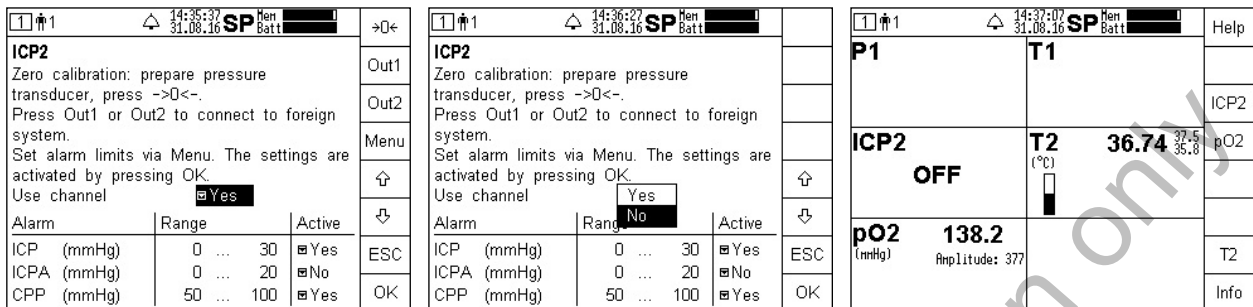 1 1 14:35:37 31.08.16 SP Mem Batt
ICP2
Zero calibration: prepare pressure
transducer, press ->0<-.
Press Out1 or Out2 to connect to foreign
system.
Set alarm limits via Menu. The settings are
activated by pressing OK.
Use channel Yes
Alarm Range Active
ICP (mmHg) 0 ... 30 Yes
ICPA (mmHg) 0 ... 20 No
CPP (mmHg) 50 ... 100 Yes
→0←
Out1
Out2
Menu
ESC
OK
1 1 14:36:27 31.08.16 SP Mem Batt
ICP2
Zero calibration: prepare pressure
transducer, press ->0<-.
Press Out1 or Out2 to connect to foreign
system.
Set alarm limits via Menu. The settings are
activated by pressing OK.
Use channel Yes
No
Alarm Rang Active
ICP (mmHg) 0 ... 30 Yes
ICPA (mmHg) 0 ... 20 No
CPP (mmHg) 50 ... 100 Yes
ESC
OK
1 1 14:37:07 31.08.16 SP Mem Batt
P1 T1
ICP2 OFF
T2 36.74 37.5 35.8
(°C)
pO2 138.2
(mmHg) Amplitude: 377
Help
ICP2
pO2
T2
Info
on only